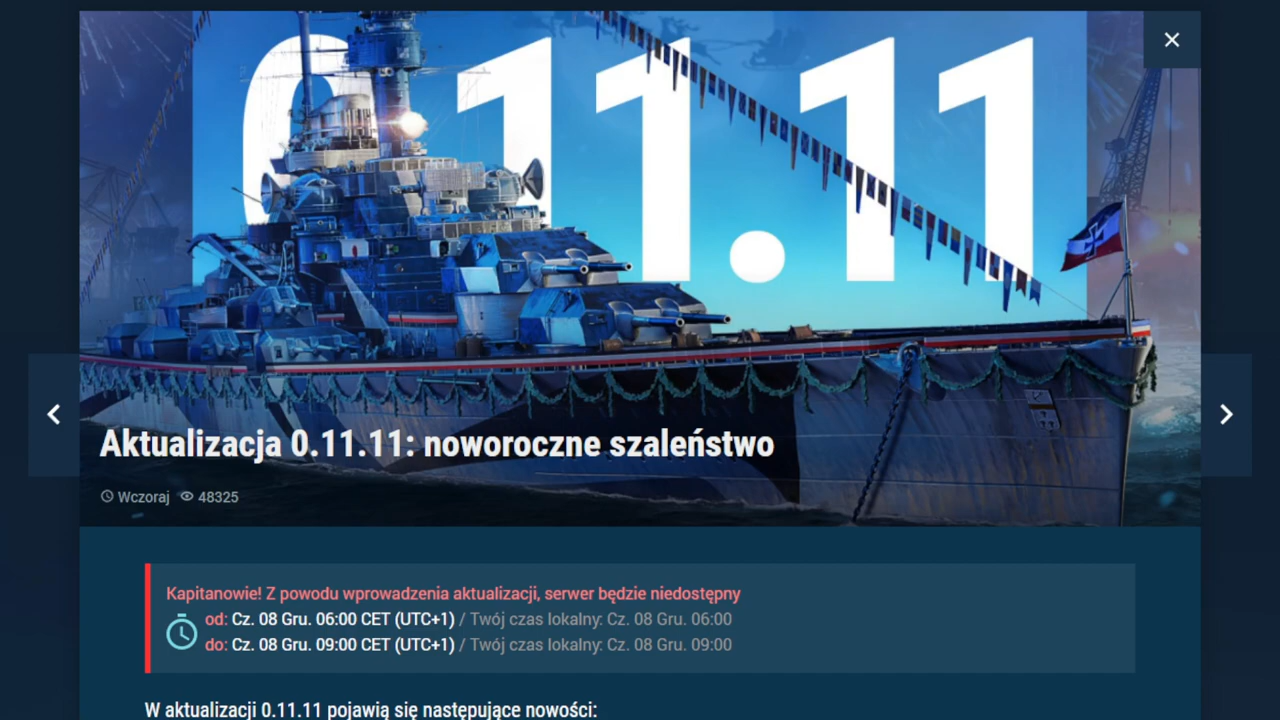 0.11.11
Aktualizacja 0.11.11: noworoczne szaleństwo
Wczoraj 48325
Kapitanowie! Z powodu wprowadzenia aktualizacji, serwer będzie niedostępny
od: Cz. 08 Gru. 06:00 CET (UTC+1) / Twój czas lokalny: Cz. 08 Gru. 06:00
do: Cz. 08 Gru. 09:00 CET (UTC+1) / Twój czas lokalny: Cz. 08 Gru. 09:00
W aktualizacji 0.11.11 pojawią się następujące nowości: